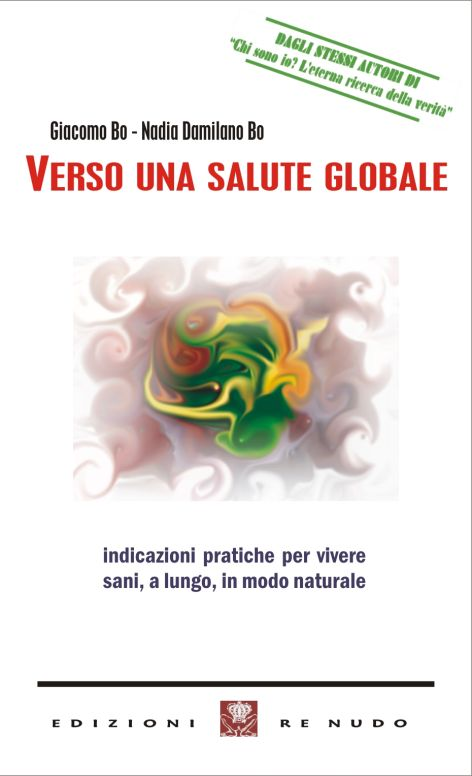 DAGLI STESSI AUTORI DI
"Chi sono io? L'eterna ricerca della verità"
Giacomo Bo - Nadia Damilano Bo
VERSO UNA SALUTE GLOBALE
indicazioni pratiche per vivere
sani, a lungo, in modo naturale
EDIZIONI RE NUDO